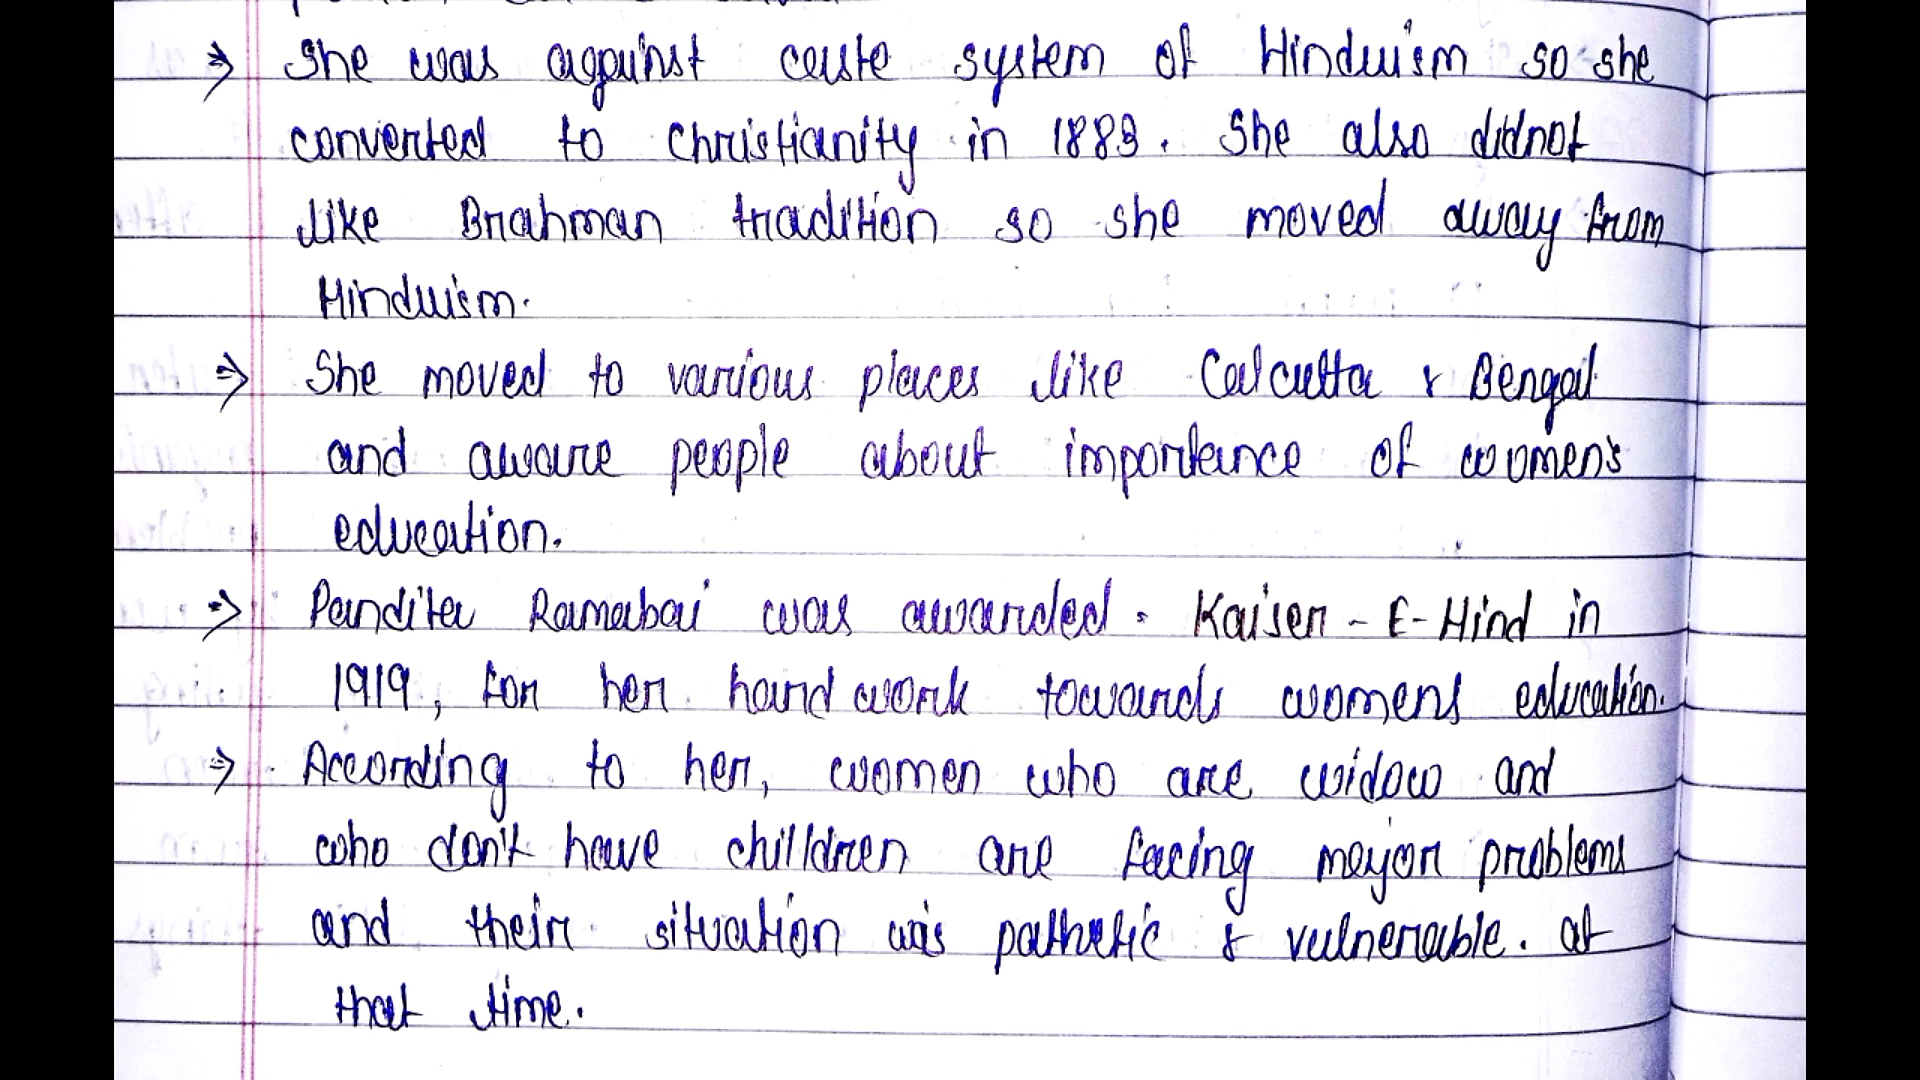 ⇒ She was against caste system of Hinduism so she
converted to Christianity in 1883. She also didnot
like Brahman tradition so she moved away from
Hinduism.
⇒ She moved to various places like Calcutta & Bengal
and aware people about importance of women's
education.
⇒ Pandita Ramabai was awarded. Kaiser-E-Hind in
1919, for her hard work towards womens education.
⇒ According to her, women who are widow and
who don't have chilldren are facing meyjor problems
and their situation was pathetic & vulnerable. at
that time.